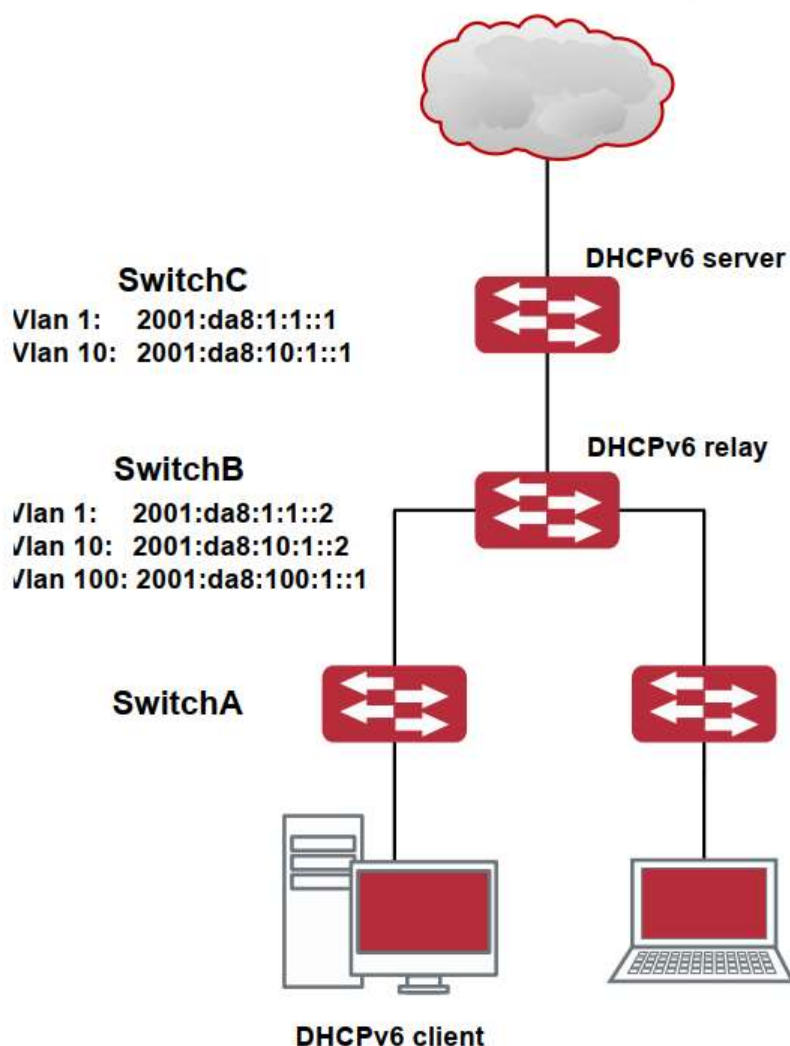 DHCPv6 server
SwitchC
Vlan 1: 2001:da8:1:1::1
Vlan 10: 2001:da8:10:1::1
DHCPv6 relay
SwitchB
Vlan 1: 2001:da8:1:1::2
Vlan 10: 2001:da8:10:1::2
Vlan 100: 2001:da8:100:1::1
SwitchA
DHCPv6 client